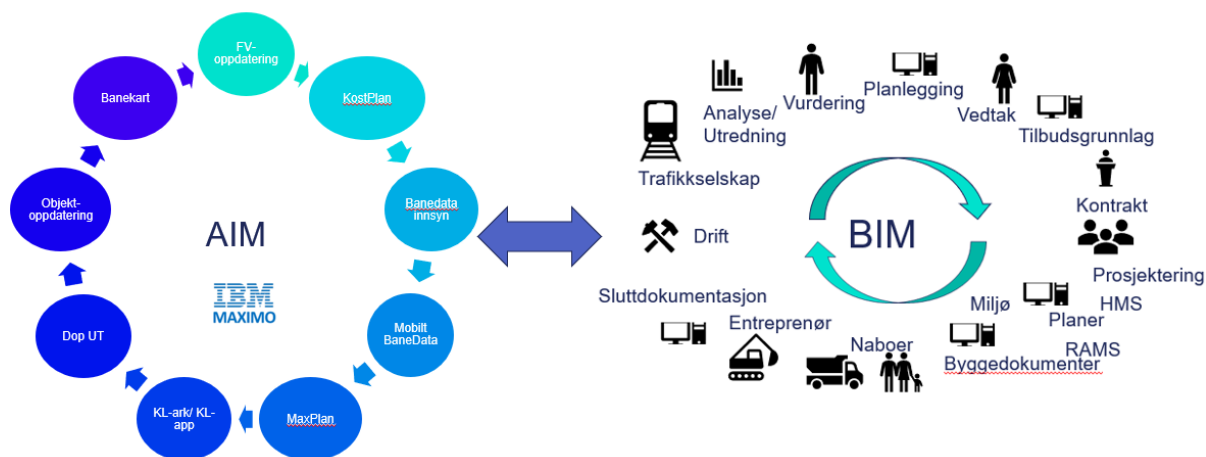 FV-
oppdatering
KostPlan
Banedata
innsyn
Mobilt
BaneData
MaxPlan
KL-ark/ KL-
app
Dop UT
Objekt-
oppdatering
Banekart
AIM
IBM
MAXIMO
Trafikkselskap
Analyse/
Utredning
Vurdering
Planlegging
Vedtak
Tilbudsgrunnlag
Kontrakt
Prosjektering
HMS
Planer
RAMS
Miljø
Byggedokumenter
Naboer
Entreprenør
Sluttdokumentasjon
Drift
BIM